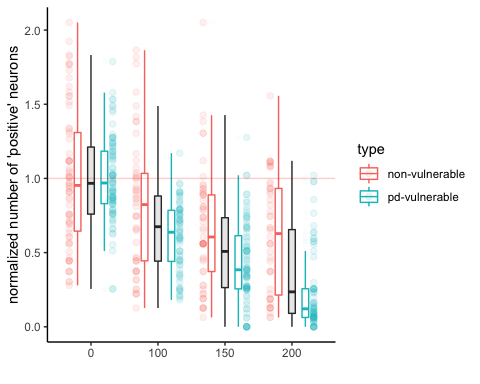 normalized number of 'positive' neurons
2.0
1.5
1.0
0.5
0.0
0
100
150
200
type
non-vulnerable
pd-vulnerable